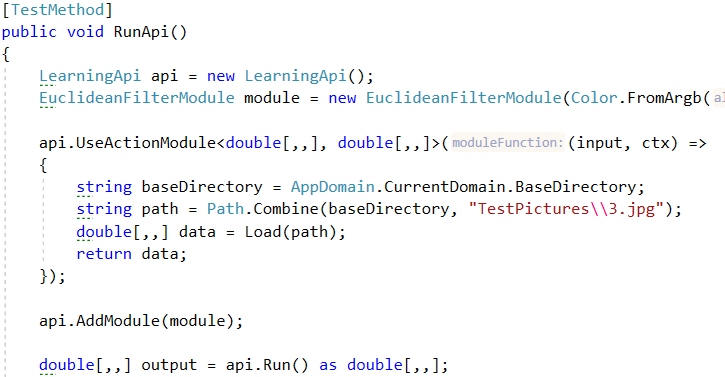 [TestMethod]
public void RunApi()
{
LearningApi api = new LearningApi();
EuclideanFilterModule module = new EuclideanFilterModule(Color.FromArgb(
api.UseActionModule<double[,,], double[,,]>(moduleFunction: (input, ctx) =>
{
string baseDirectory = AppDomain.CurrentDomain.BaseDirectory;
string path = Path.Combine(baseDirectory, "TestPictures\\3.jpg");
double[,,] data = Load(path);
return data;
});
api.AddModule(module);
double[,,] output = api.Run() as double[,,];